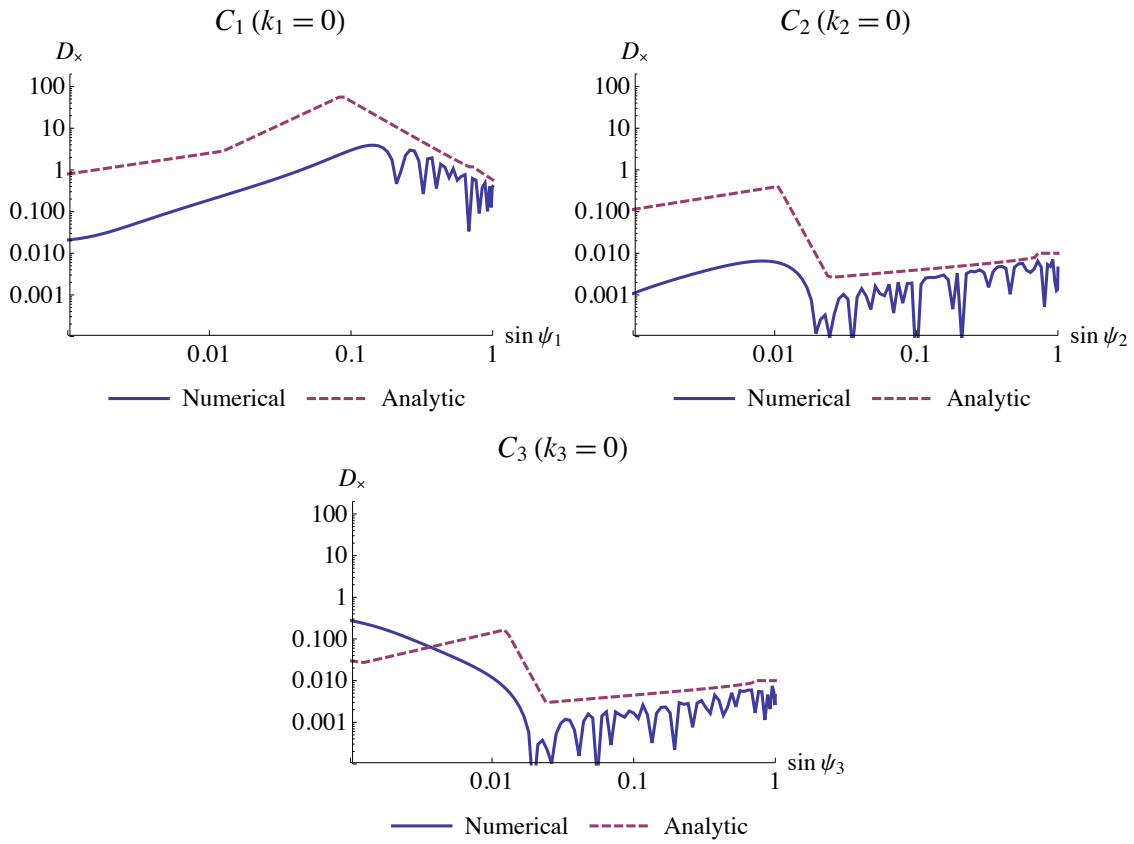 C₁ (k₁ = 0)
D×
100
10
1
0.100
0.010
0.001
0.01 0.1 1
sin ψ₁
Numerical Analytic
C₂ (k₂ = 0)
D×
100
10
1
0.100
0.010
0.001
0.01 0.1 1
sin ψ₂
Numerical Analytic
C₃ (k₃ = 0)
D×
100
10
1
0.100
0.010
0.001
0.01 0.1 1
sin ψ₃
Numerical Analytic